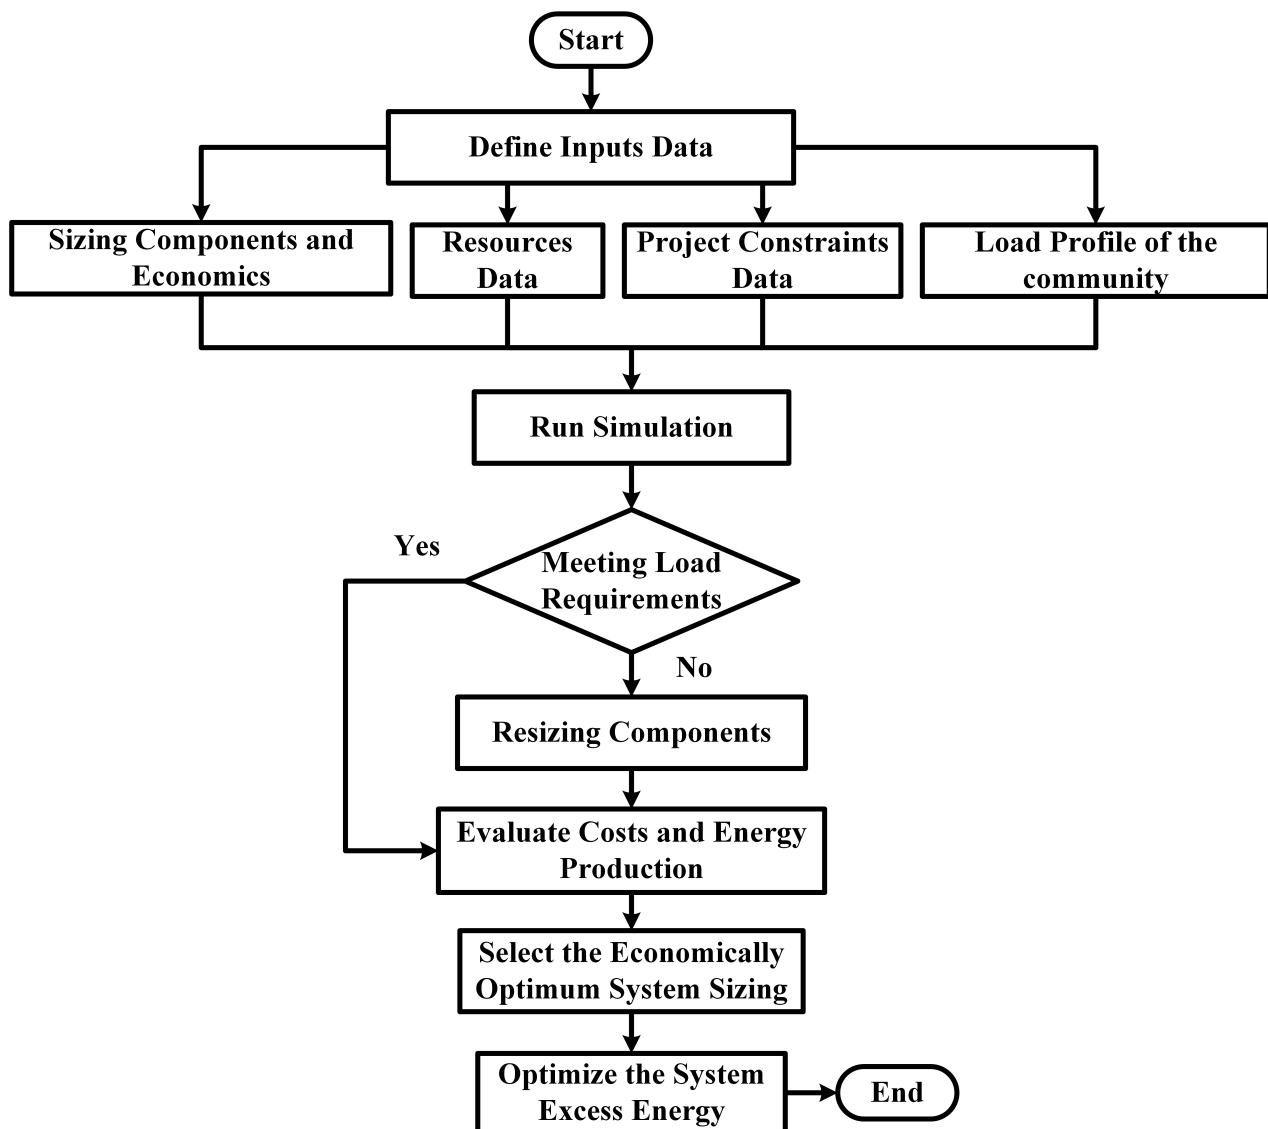 Start
Define Inputs Data
Sizing Components and
Economics
Resources
Data
Project Constraints
Data
Load Profile of the
community
Run Simulation
Yes
Meeting Load
Requirements
No
Resizing Components
Evaluate Costs and Energy
Production
Select the Economically
Optimum System Sizing
Optimize the System
Excess Energy
End